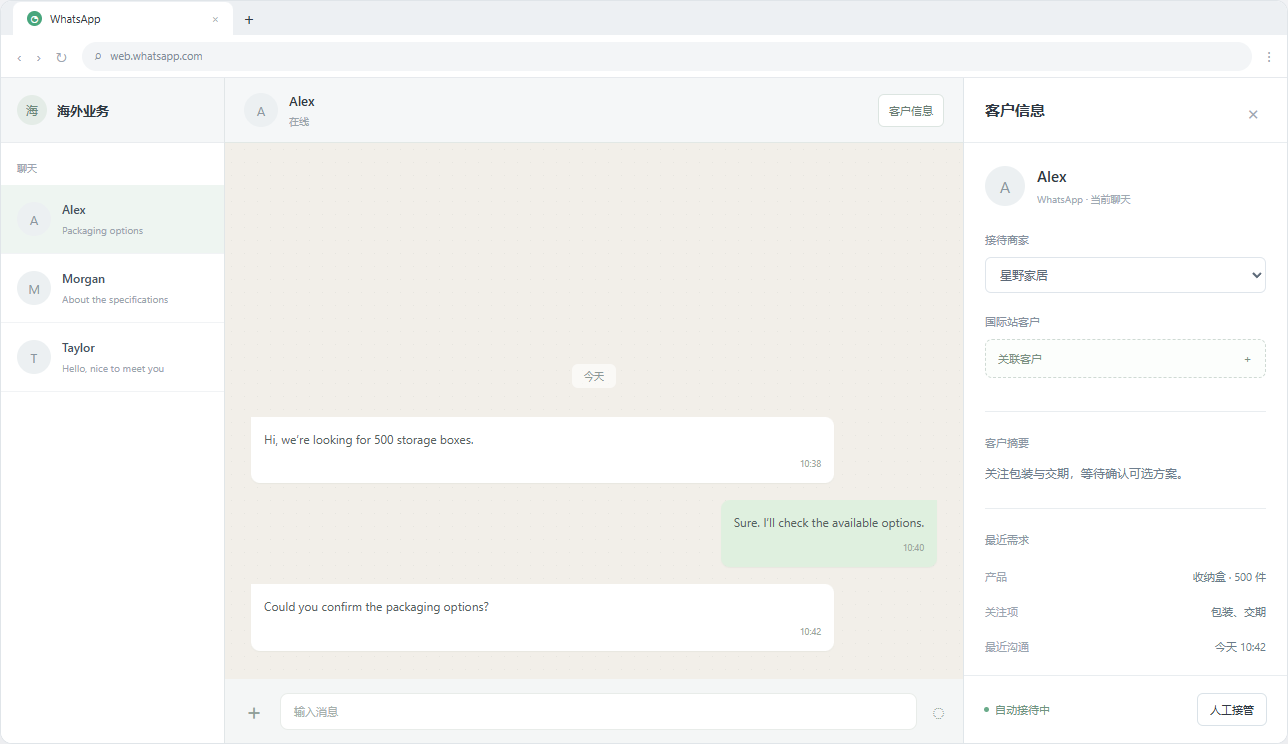 WhatsApp
web.whatsapp.com
海 海外业务
聊天
A Alex
Packaging options
M Morgan
About the specifications
T Taylor
Hello, nice to meet you
A Alex
在线
客户信息
今天
Hi, we're looking for 500 storage boxes.
10:38
Sure. I'll check the available options.
10:40
Could you confirm the packaging options?
10:42
输入消息
客户信息
A Alex
WhatsApp · 当前聊天
接待商家
星野家居
国际站客户
关联客户 +
客户摘要
关注包装与交期，等待确认可选方案。
最近需求
产品 收纳盒 · 500 件
关注项 包装、交期
最近沟通 今天 10:42
自动接待中 人工接管